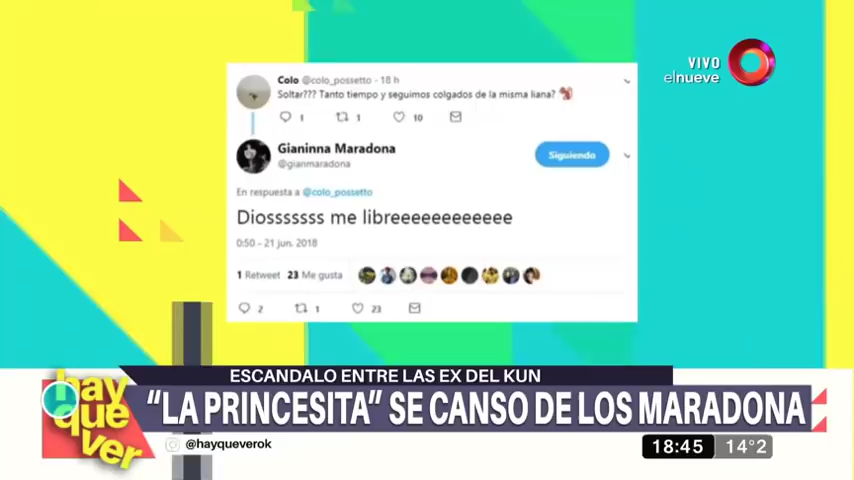 VIVO
elnueve
Colo @colo_possetto - 18 h
Soltar??? Tanto tiempo y seguimos colgados de la misma liana?
1 1 10
Gianinna Maradona
@gianmaradona
Siguiendo
En respuesta a @colo_possetto
Diosssssss me libreeeeeeeeeeee
0:50 - 21 jun. 2018
1 Retweet 23 Me gusta
2 1 23
ESCANDALO ENTRE LAS EX DEL KUN
hay
que
ver
"LA PRINCESITA" SE CANSO DE LOS MARADONA
@hayqueverok
18:45 14°2